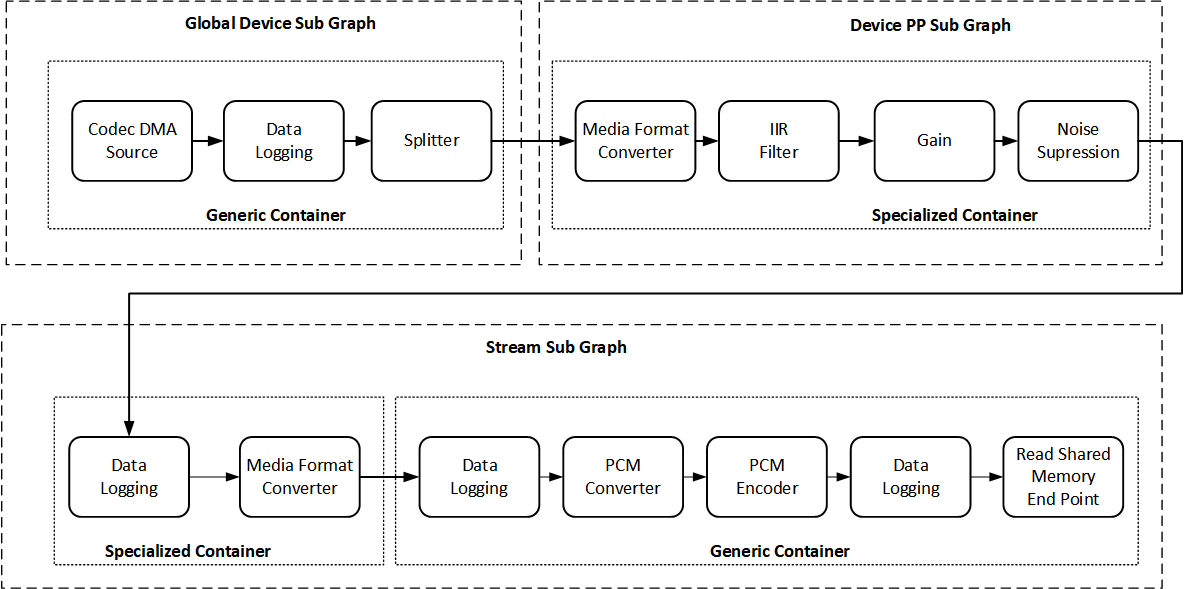 Global Device Sub Graph
Codec DMA
Source
Data
Logging
Splitter
Generic Container
Device PP Sub Graph
Media Format
Converter
IIR
Filter
Gain
Noise
Supression
Specialized Container
Stream Sub Graph
Data
Logging
Media Format
Converter
Specialized Container
Data
Logging
PCM
Converter
PCM
Encoder
Data
Logging
Read Shared
Memory
End Point
Generic Container